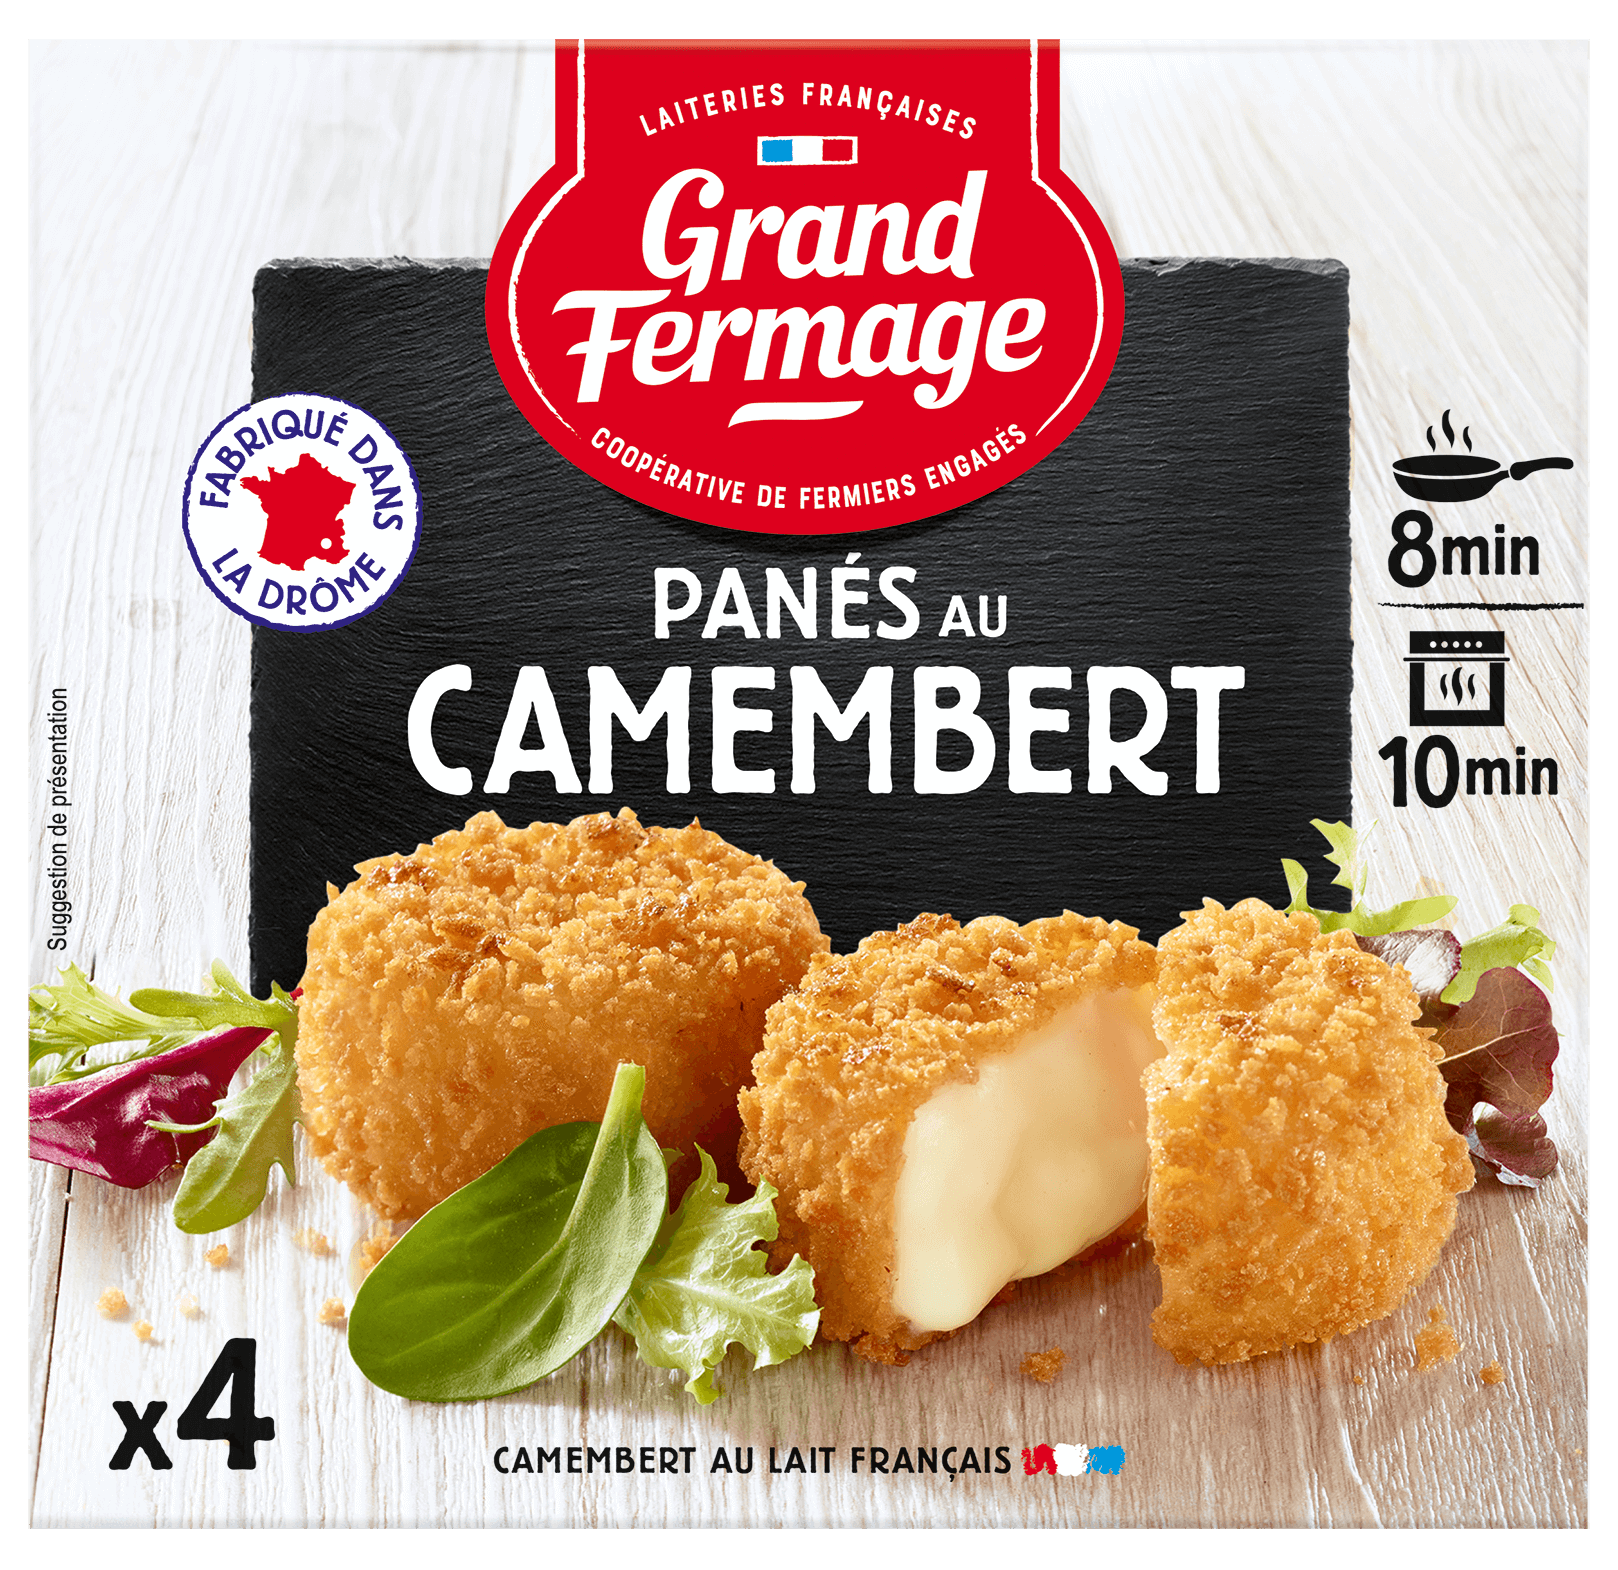 LAITERIES FRANÇAISES
Grand
Fermage
COOPÉRATIVE DE FERMIERS ENGAGÉS
FABRIQUÉ DANS
LA DRÔME
PANÉS AU
CAMEMBERT
8min
10min
Suggestion de présentation
x4
CAMEMBERT AU LAIT FRANÇAIS